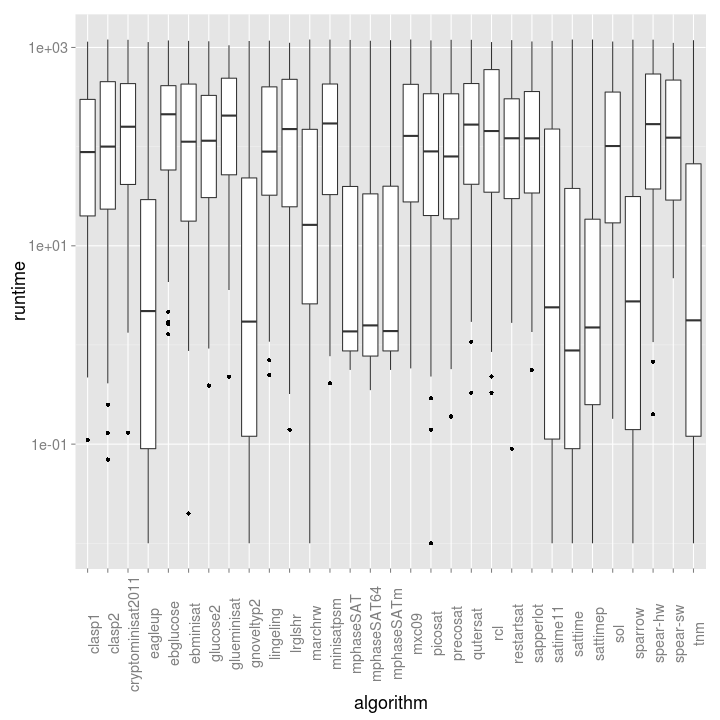 1e+03
1e+01
1e-01
runtime
clasp1
clasp2
cryptominisat2011
eagleup
ebglucose
ebminisat
glucose2
glueminisat
gnoveltyp2
lingeling
lrglshr
marchrw
minisatpsm
mphaseSAT
mphaseSAT64
mphaseSATm
mxc09
picosat
precosat
qutersat
rcl
restartsat
sapperlot
satime11
sattime
sattimep
sol
sparrow
spear-hw
spear-sw
tnm
algorithm